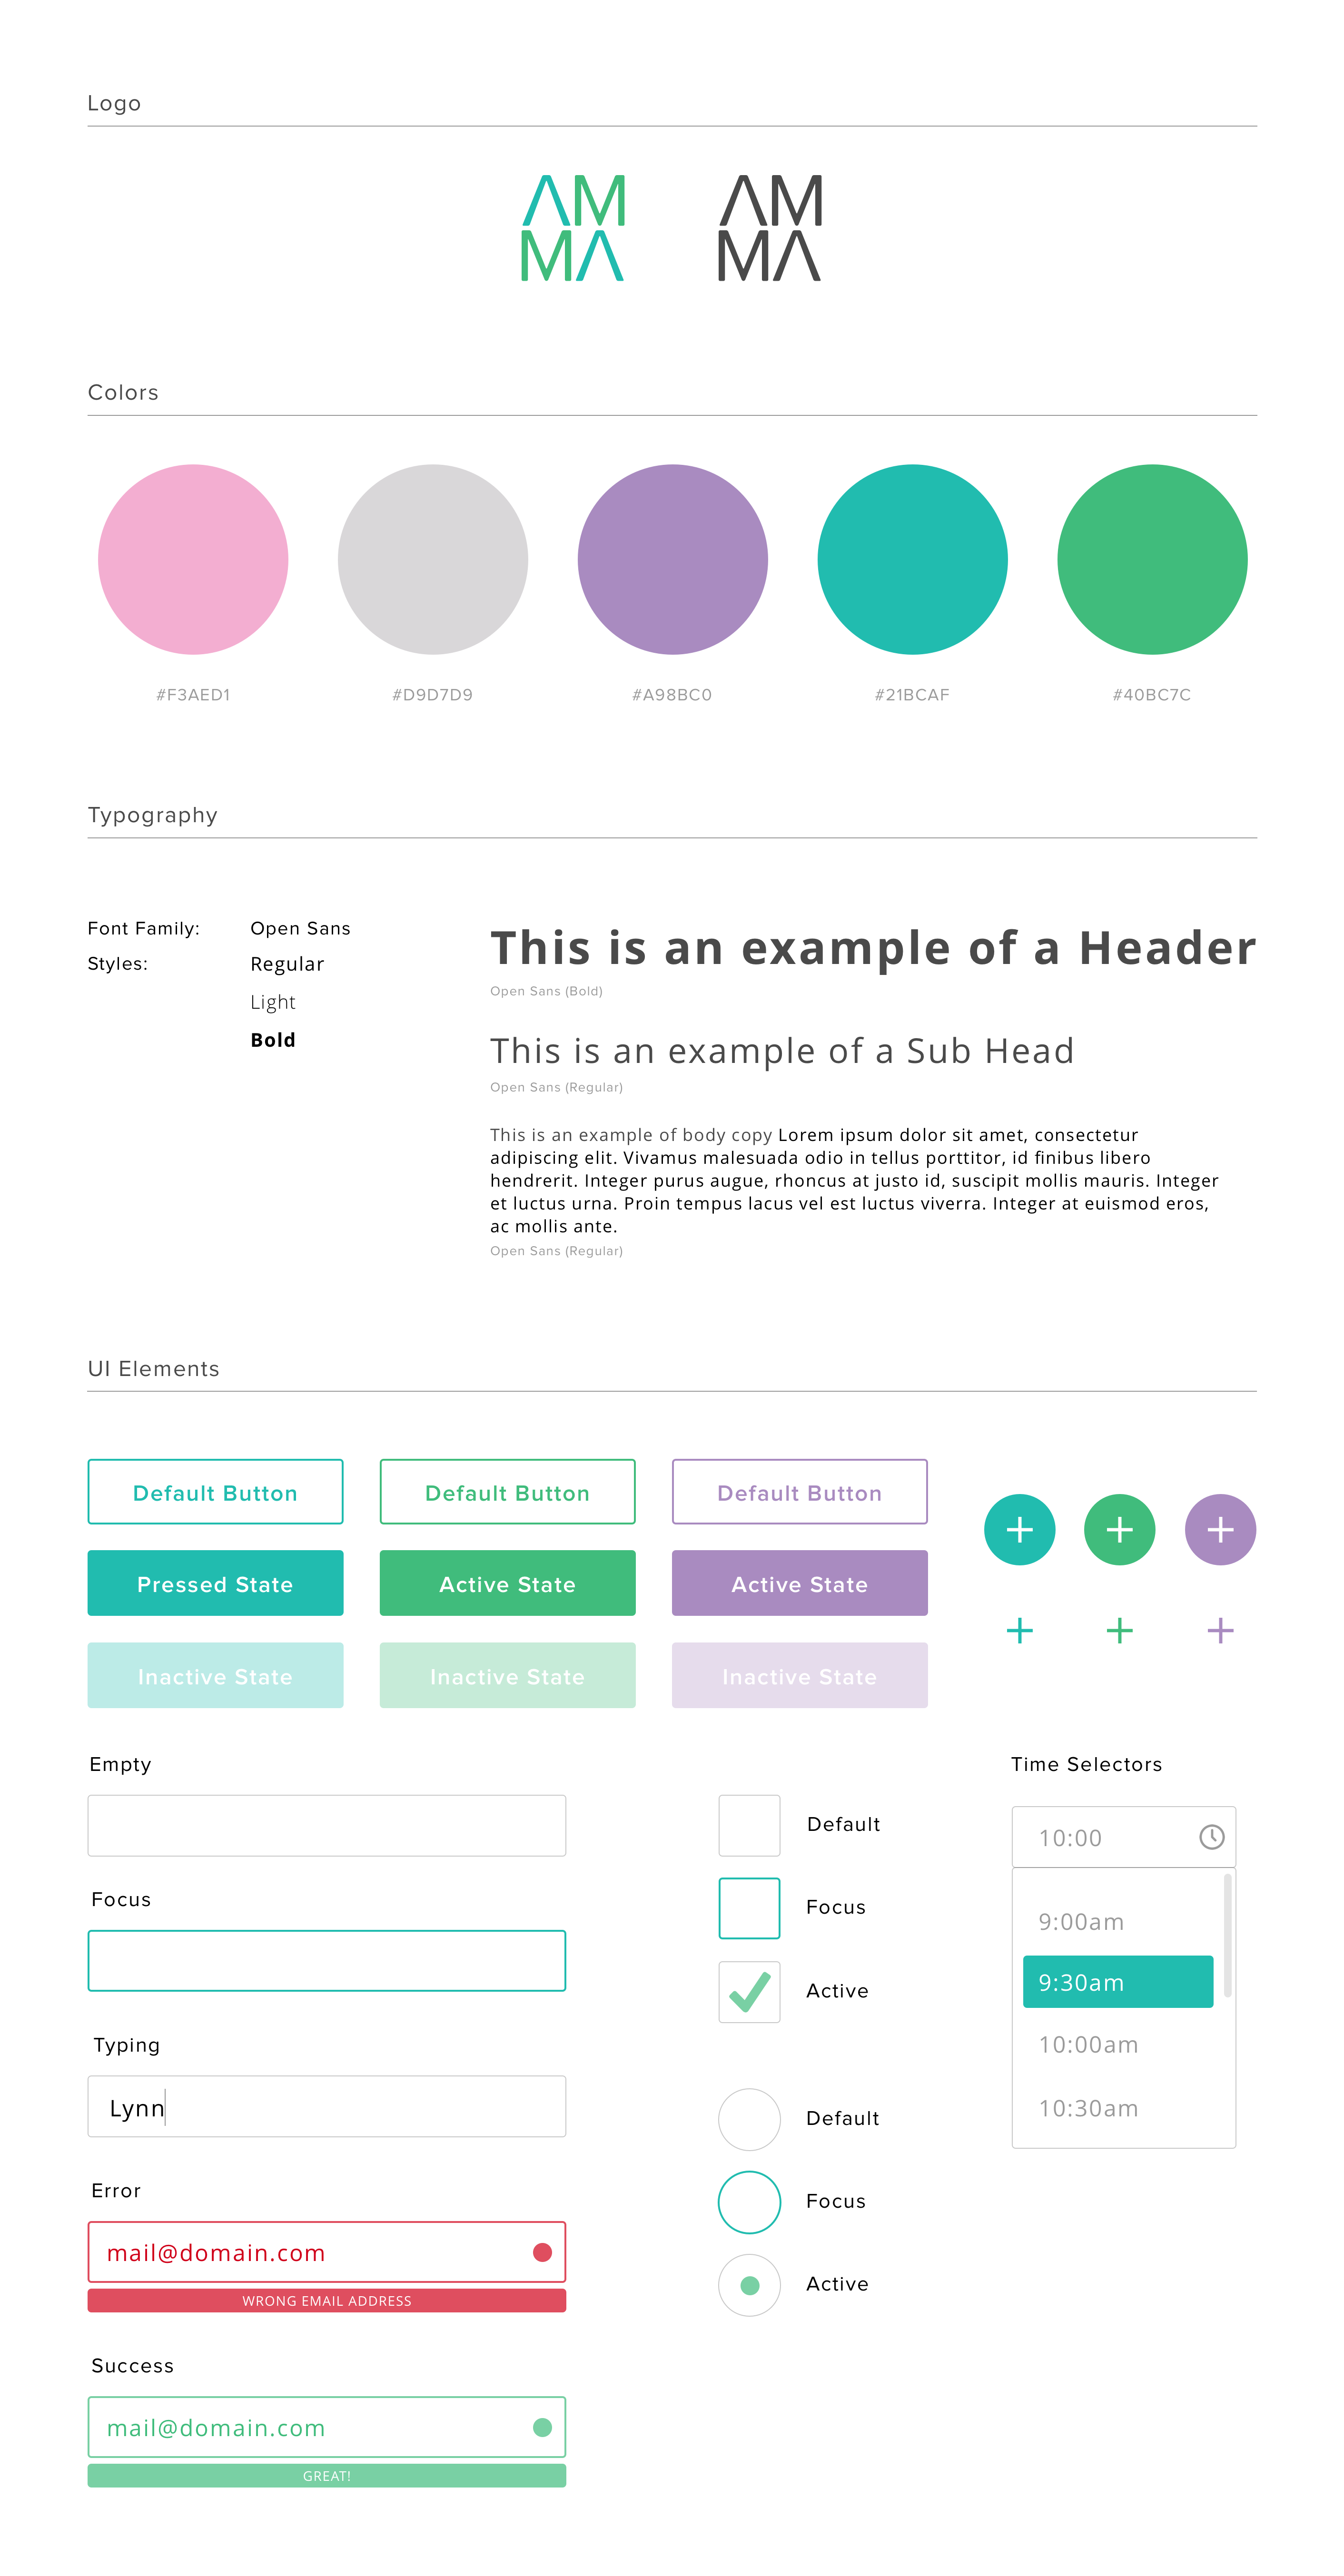 Logo
AM AM
MA MA
Colors
#F3AED1 #D9D7D9 #A98BC0 #21BCAF #40BC7C
Typography
Font Family: Open Sans
Styles: Regular
Light
Bold
This is an example of a Header
Open Sans (Bold)
This is an example of a Sub Head
Open Sans (Regular)
This is an example of body copy Lorem ipsum dolor sit amet, consectetur
adipiscing elit. Vivamus malesuada odio in tellus porttitor, id finibus libero
hendrerit. Integer purus augue, rhoncus at justo id, suscipit mollis mauris. Integer
et luctus urna. Proin tempus lacus vel est luctus viverra. Integer at euismod eros,
ac mollis ante.
Open Sans (Regular)
UI Elements
Default Button Default Button Default Button
Pressed State Active State Active State
Inactive State Inactive State Inactive State
Empty
Focus
Typing
Lynn
Error
mail@domain.com
WRONG EMAIL ADDRESS
Success
mail@domain.com
GREAT!
Default
Focus
Active
Default
Focus
Active
Time Selectors
10:00
9:00am
9:30am
10:00am
10:30am